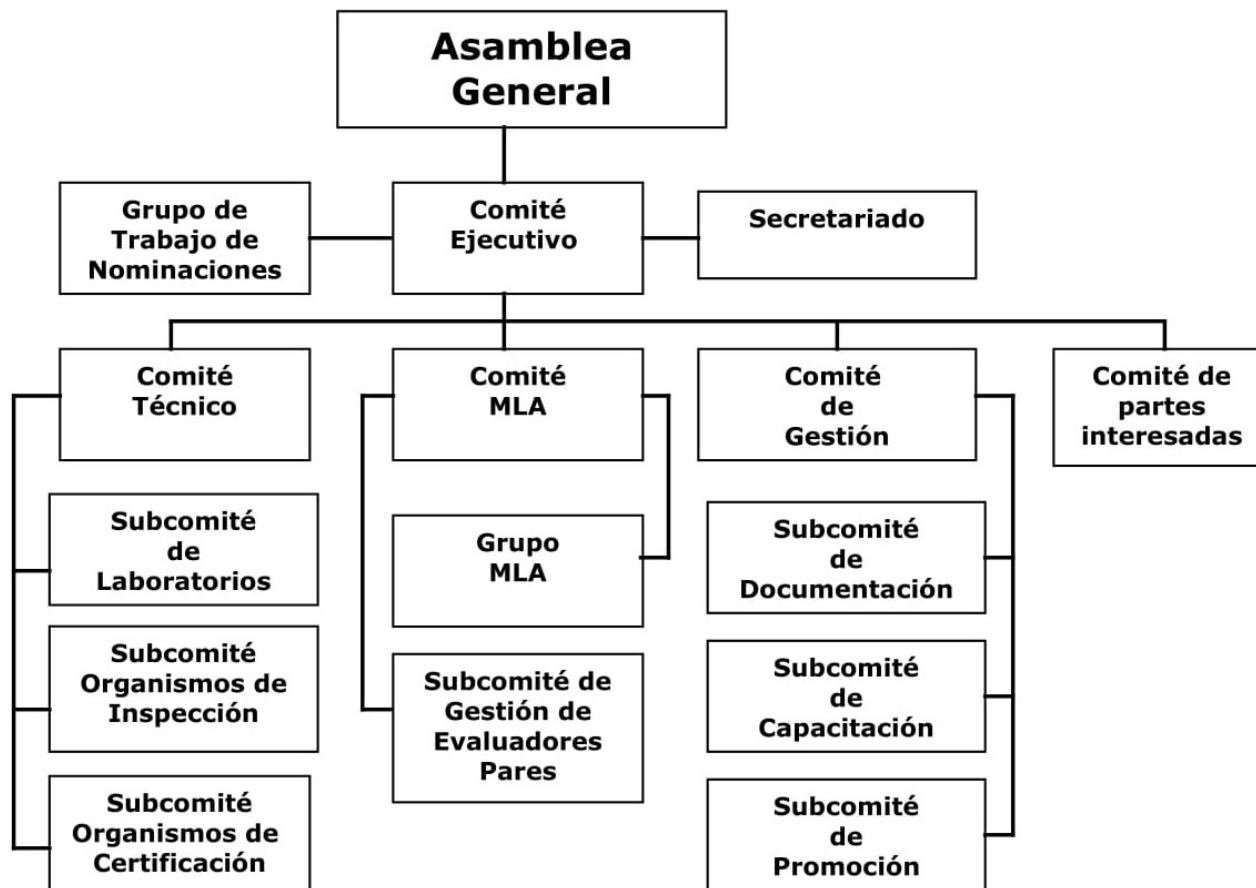 Asamblea
General
Grupo de
Trabajo de
Nominaciones
Comité
Ejecutivo
Secretariado
Comité
Técnico
Comité
MLA
Comité
de
Gestión
Comité de
partes
interesadas
Subcomité
de
Laboratorios
Grupo
MLA
Subcomité
de
Documentación
Subcomité
Organismos de
Inspección
Subcomité de
Gestión de
Evaluadores
Pares
Subcomité
de
Capacitación
Subcomité
Organismos de
Certificación
Subcomité
de
Promoción